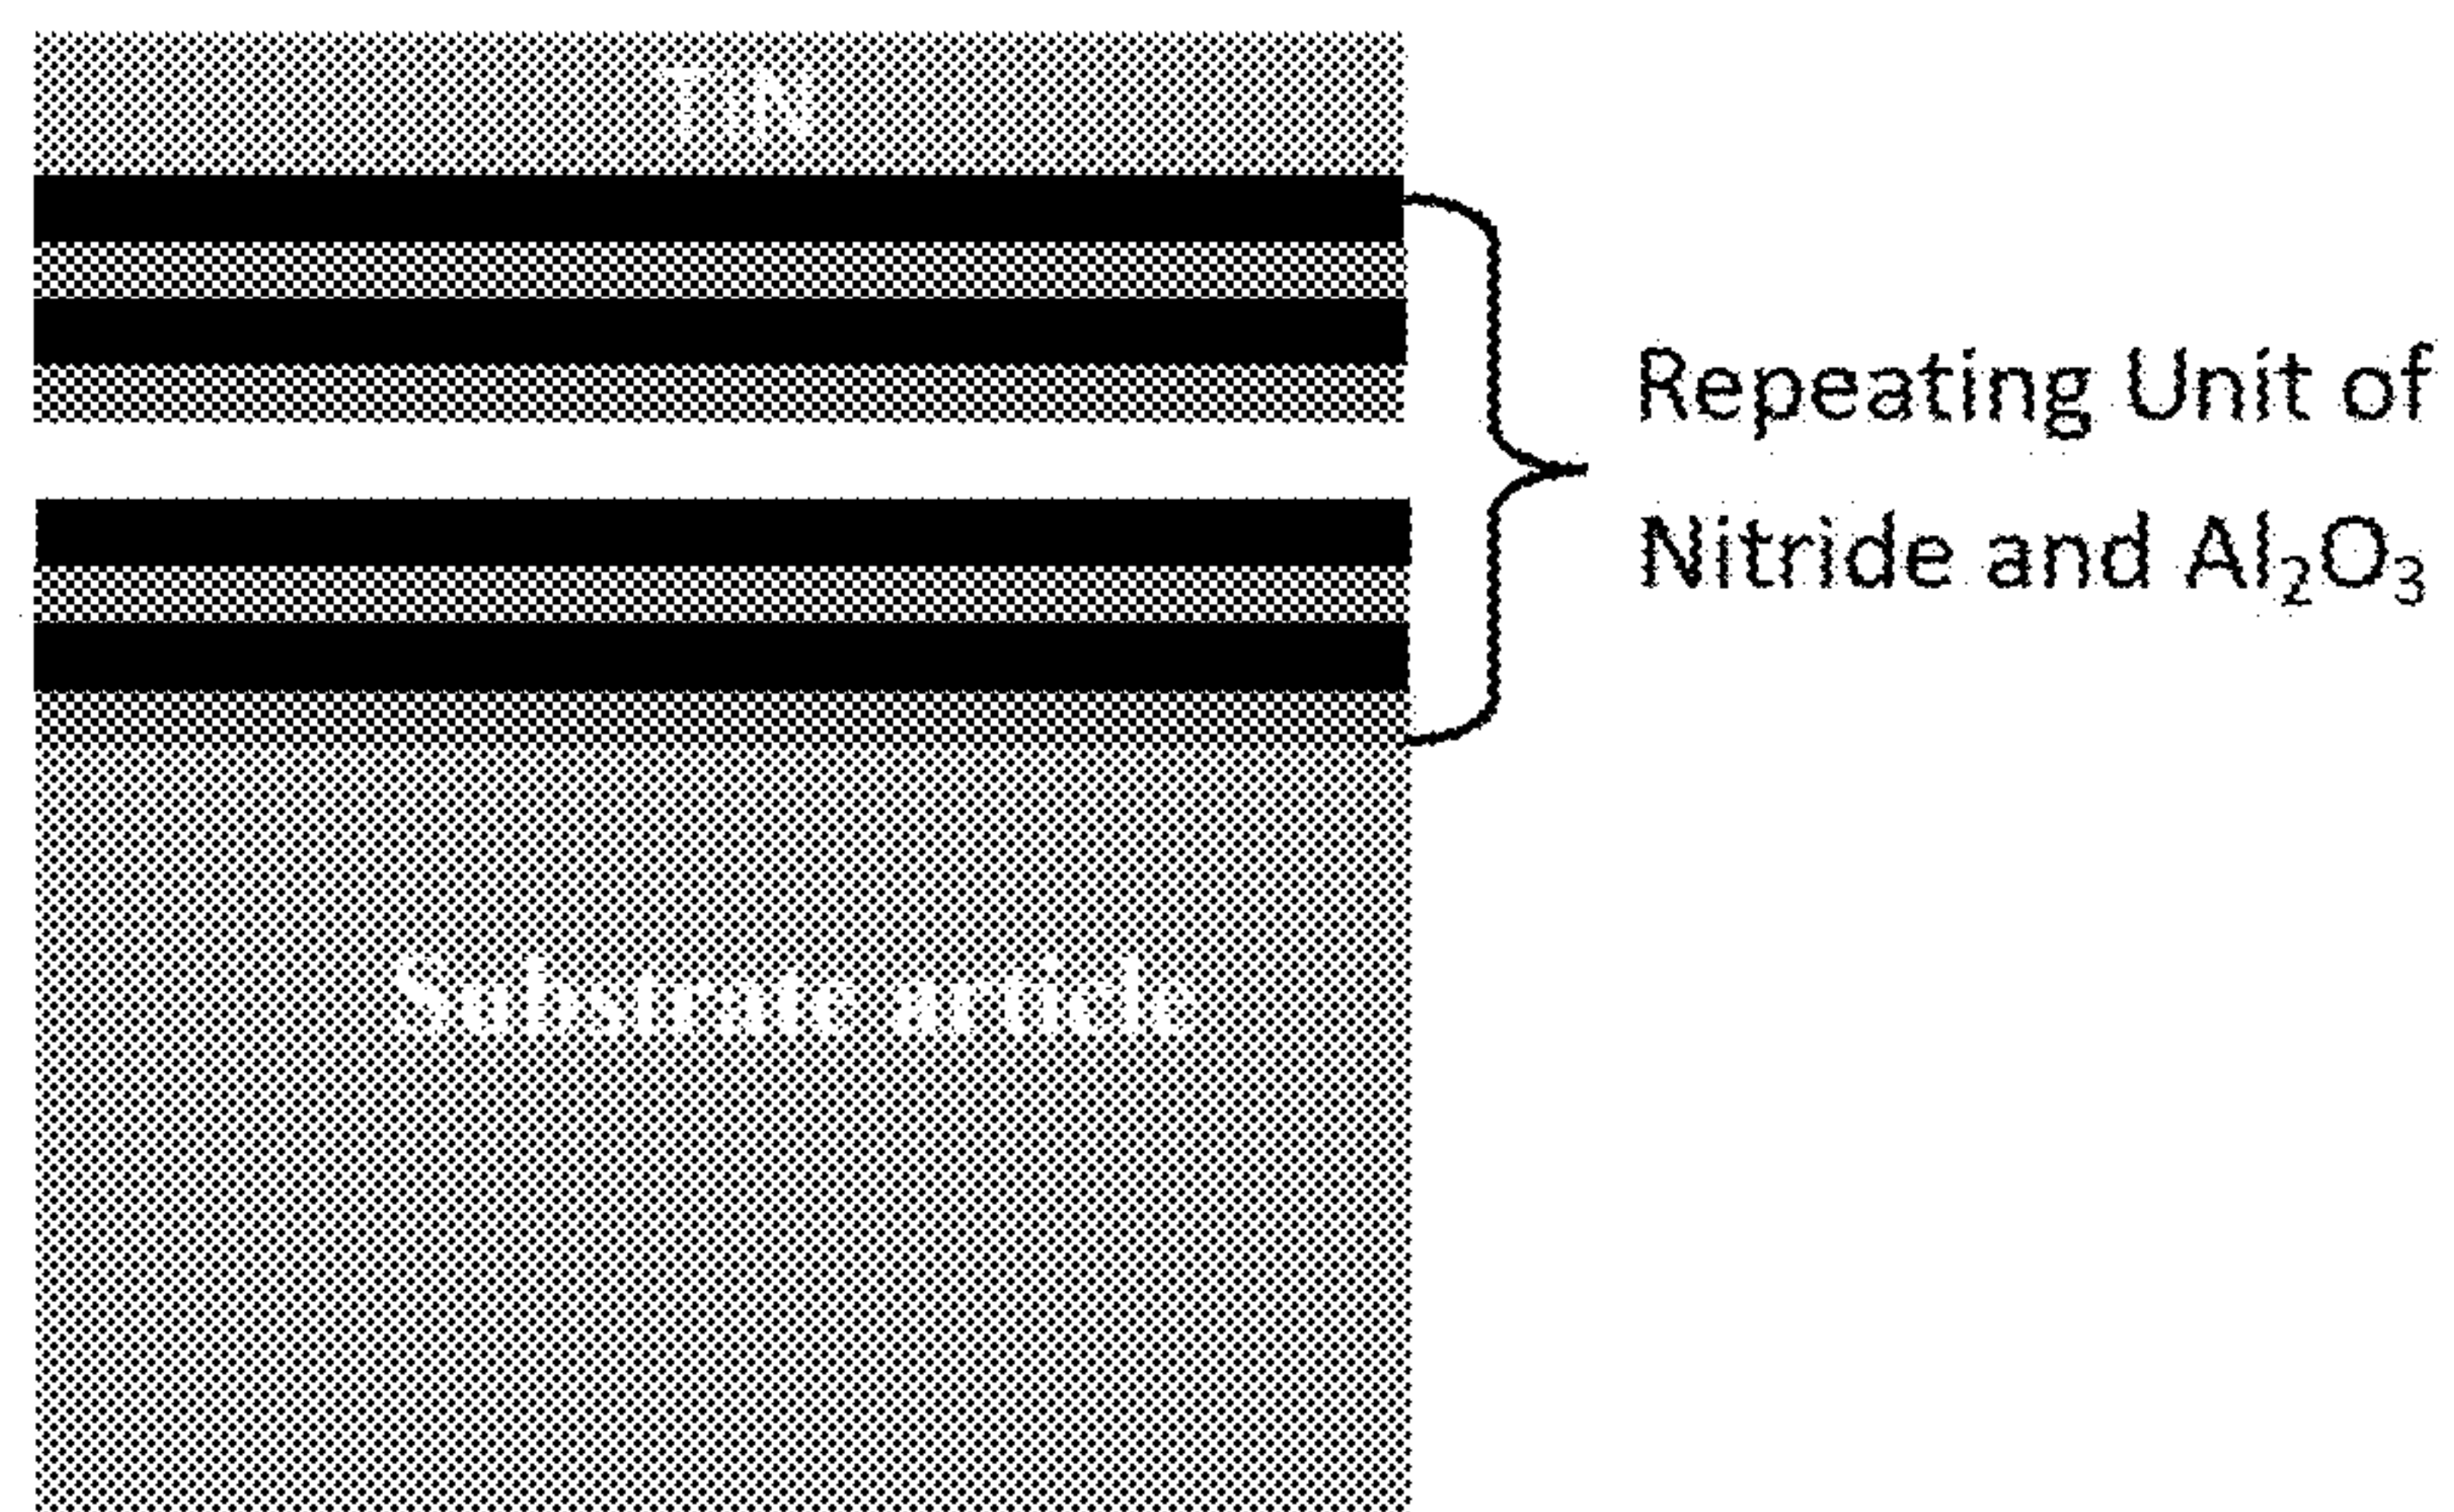 TiN
Repeating Unit of
Nitride and Al₂O₃
Substrate article